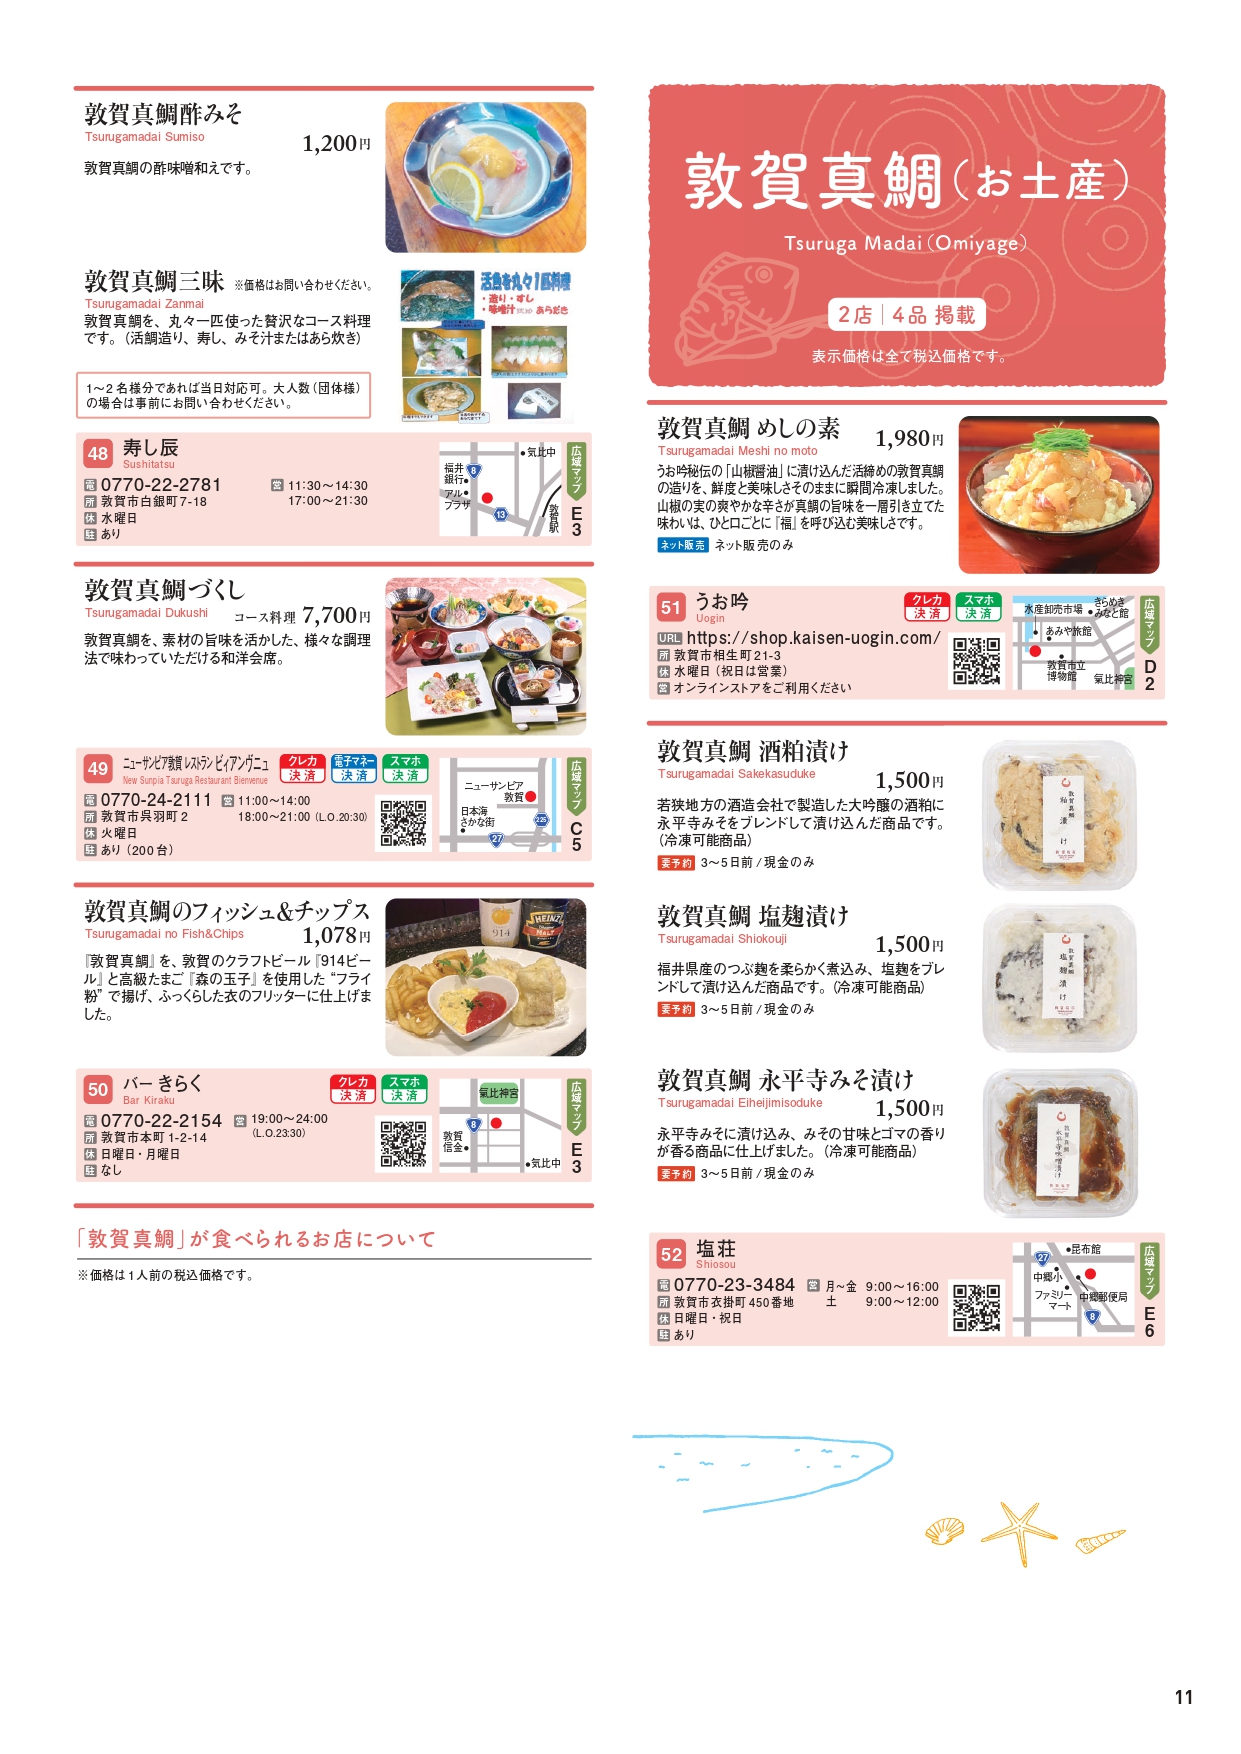 敦賀真鯛酢みそ
Tsurugamadai Sumiso
1,200円
敦賀真鯛の酢味噌和えです。
敦賀真鯛三昧 ※価格はお問い合わせください。
Tsurugamadai Zanmai
敦賀真鯛を、丸々一匹使った贅沢なコース料理
です。（活鯛造り、寿し、みそ汁またはあら炊き）
活魚を丸々1匹料理
・造り・すし
・味噌汁又はあらだき
1〜2名様分であれば当日対応可。大人数（団体様）
の場合は事前にお問い合わせください。
48 寿し辰
Sushitatsu
電 0770-22-2781
営 11:30〜14:30
17:00〜21:30
所 敦賀市白銀町7-18
休 水曜日
駐 あり
気比中
福井
銀行
8
アル
プラザ
13
敦賀駅
広域マップ
E
3
敦賀真鯛づくし
Tsurugamadai Dukushi
コース料理 7,700円
敦賀真鯛を、素材の旨味を活かした、様々な調理
法で味わっていただける和洋会席。
49 ニューサンピア敦賀 レストラン ビィアンヴニュ
New Sunpia Tsuruga Restaurant Bienvenue
クレカ
決済
電子マネー
決済
スマホ
決済
電 0770-24-2111
営 11:00〜14:00
18:00〜21:00（L.O.20:30）
所 敦賀市呉羽町2
休 火曜日
駐 あり（200台）
ニューサンピア
敦賀
日本海
さかな街
225
27
広域マップ
C
5
敦賀真鯛のフィッシュ&チップス
Tsurugamadai no Fish&Chips
1,078円
『敦賀真鯛』を、敦賀のクラフトビール『914ビー
ル』と高級たまご『森の玉子』を使用した“フライ
粉”で揚げ、ふっくらした衣のフリッターに仕上げま
した。
914
HEINZ
MALT
50 バー きらく
Bar Kiraku
クレカ
決済
スマホ
決済
電 0770-22-2154
営 19:00〜24:00
（L.O.23:30）
所 敦賀市本町1-2-14
休 日曜日・月曜日
駐 なし
氣比神宮
8
敦賀
信金
気比中
広域マップ
E
3
「敦賀真鯛」が食べられるお店について
※価格は1人前の税込価格です。
敦賀真鯛（お土産）
Tsuruga Madai（Omiyage）
2店｜4品 掲載
表示価格は全て税込価格です。
敦賀真鯛 めしの素
Tsurugamadai Meshi no moto
1,980円
うお吟秘伝の「山椒醤油」に漬け込んだ活締めの敦賀真鯛
の造りを、鮮度と美味しさそのままに瞬間冷凍しました。
山椒の実の爽やかな辛さが真鯛の旨味を一層引き立てた
味わいは、ひと口ごとに『福』を呼び込む美味しさです。
ネット販売 ネット販売のみ
51 うお吟
Uogin
クレカ
決済
スマホ
決済
URL https://shop.kaisen-uogin.com/
所 敦賀市相生町21-3
休 水曜日（祝日は営業）
営 オンラインストアをご利用ください
水産卸売市場
きらめき
みなと館
あみや旅館
敦賀市立
博物館
氣比神宮
広域マップ
D
2
敦賀真鯛 酒粕漬け
Tsurugamadai Sakekasuduke
1,500円
若狭地方の酒造会社で製造した大吟醸の酒粕に
永平寺みそをブレンドして漬け込んだ商品です。
（冷凍可能商品）
要予約 3〜5日前/現金のみ
敦賀真鯛
粕漬け
敦賀真鯛 塩麹漬け
Tsurugamadai Shiokouji
1,500円
福井県産のつぶ麹を柔らかく煮込み、塩麹をブレ
ンドして漬け込んだ商品です。（冷凍可能商品）
要予約 3〜5日前/現金のみ
敦賀真鯛
塩麹漬け
敦賀真鯛 永平寺みそ漬け
Tsurugamadai Eiheijimisoduke
1,500円
永平寺みそに漬け込み、みその甘味とゴマの香り
が香る商品に仕上げました。（冷凍可能商品）
要予約 3〜5日前/現金のみ
敦賀真鯛
永平寺味噌漬け
52 塩荘
Shiosou
電 0770-23-3484
営 月~金 9:00〜16:00
土 9:00〜12:00
所 敦賀市衣掛町450番地
休 日曜日・祝日
駐 あり
昆布館
27
中郷小
ファミリー
マート
中郷郵便局
8
広域マップ
E
6
11